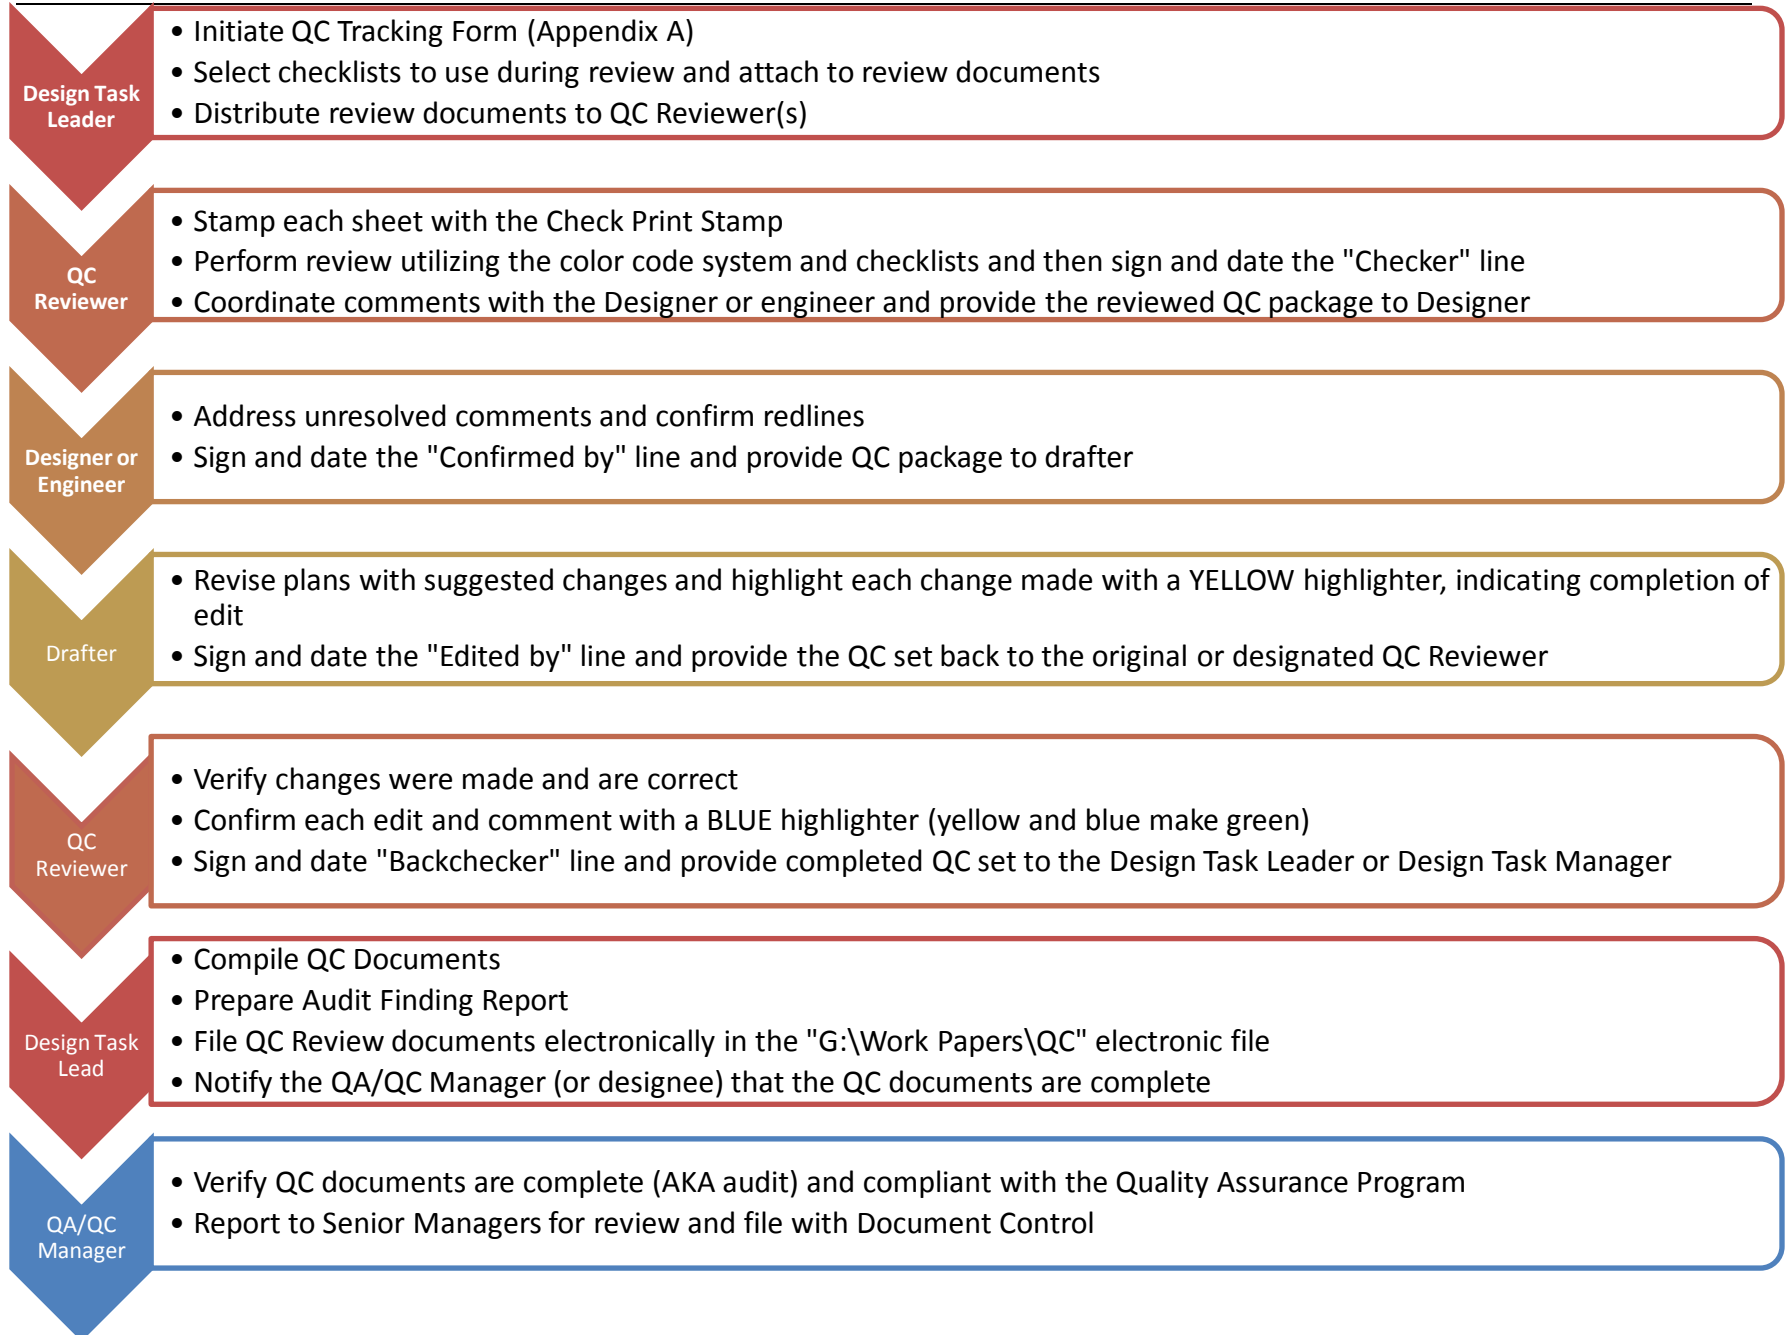 Design Task
Leader
• Initiate QC Tracking Form (Appendix A)
• Select checklists to use during review and attach to review documents
• Distribute review documents to QC Reviewer(s)
QC
Reviewer
• Stamp each sheet with the Check Print Stamp
• Perform review utilizing the color code system and checklists and then sign and date the "Checker" line
• Coordinate comments with the Designer or engineer and provide the reviewed QC package to Designer
Designer or
Engineer
• Address unresolved comments and confirm redlines
• Sign and date the "Confirmed by" line and provide QC package to drafter
Drafter
• Revise plans with suggested changes and highlight each change made with a YELLOW highlighter, indicating completion of
edit
• Sign and date the "Edited by" line and provide the QC set back to the original or designated QC Reviewer
QC
Reviewer
• Verify changes were made and are correct
• Confirm each edit and comment with a BLUE highlighter (yellow and blue make green)
• Sign and date "Backchecker" line and provide completed QC set to the Design Task Leader or Design Task Manager
Design Task
Lead
• Compile QC Documents
• Prepare Audit Finding Report
• File QC Review documents electronically in the "G:\Work Papers\QC" electronic file
• Notify the QA/QC Manager (or designee) that the QC documents are complete
QA/QC
Manager
• Verify QC documents are complete (AKA audit) and compliant with the Quality Assurance Program
• Report to Senior Managers for review and file with Document Control